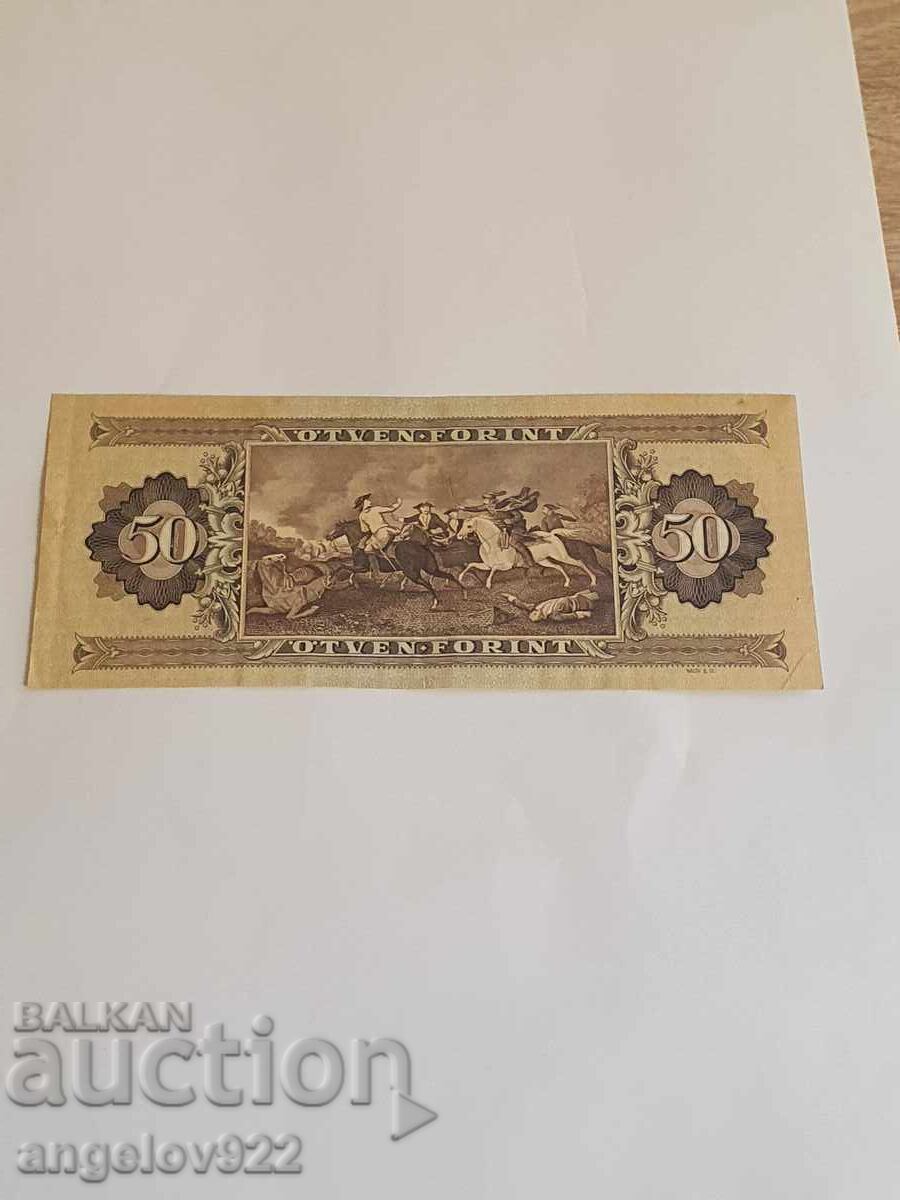 ÖTVEN·FORINT
50
50
ÖTVEN·FORINT
BALKAN
auction
angelov922